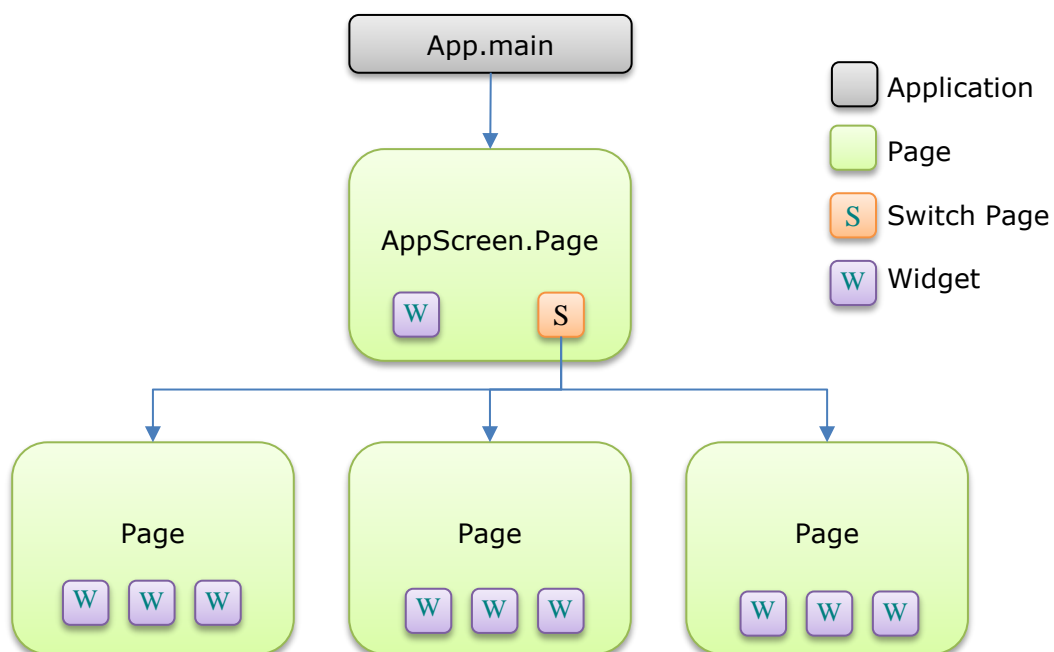 App.main
Application
Page
AppScreen.Page
S Switch Page
W Widget
W S
Page Page Page
W W W W W W W W W